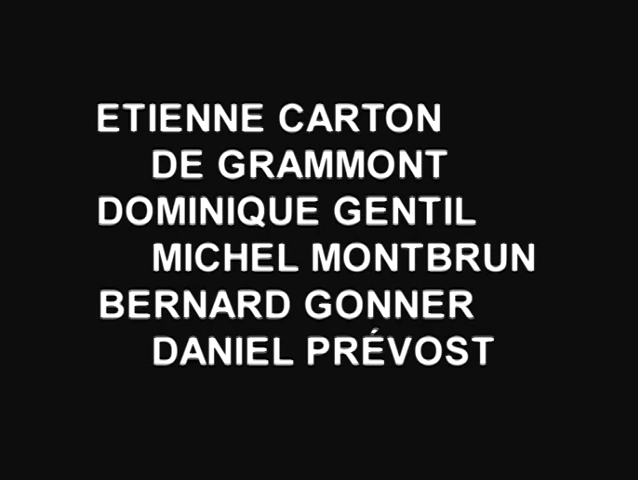 ETIENNE CARTON
DE GRAMMONT
DOMINIQUE GENTIL
MICHEL MONTBRUN
BERNARD GONNER
DANIEL PRÉVOST